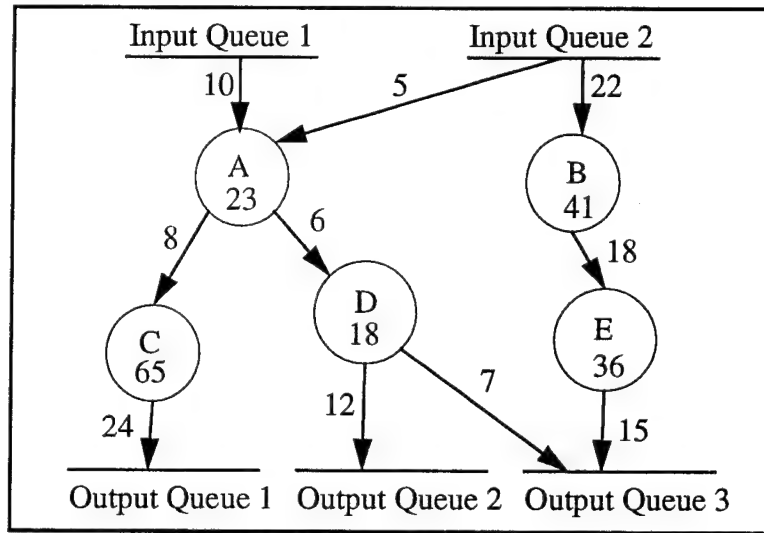 Input Queue 1 Input Queue 2
10 5 22
A
23
B
41
8 6 18
D
18
C
65
E
36
24 12 7 15
Output Queue 1 Output Queue 2 Output Queue 3